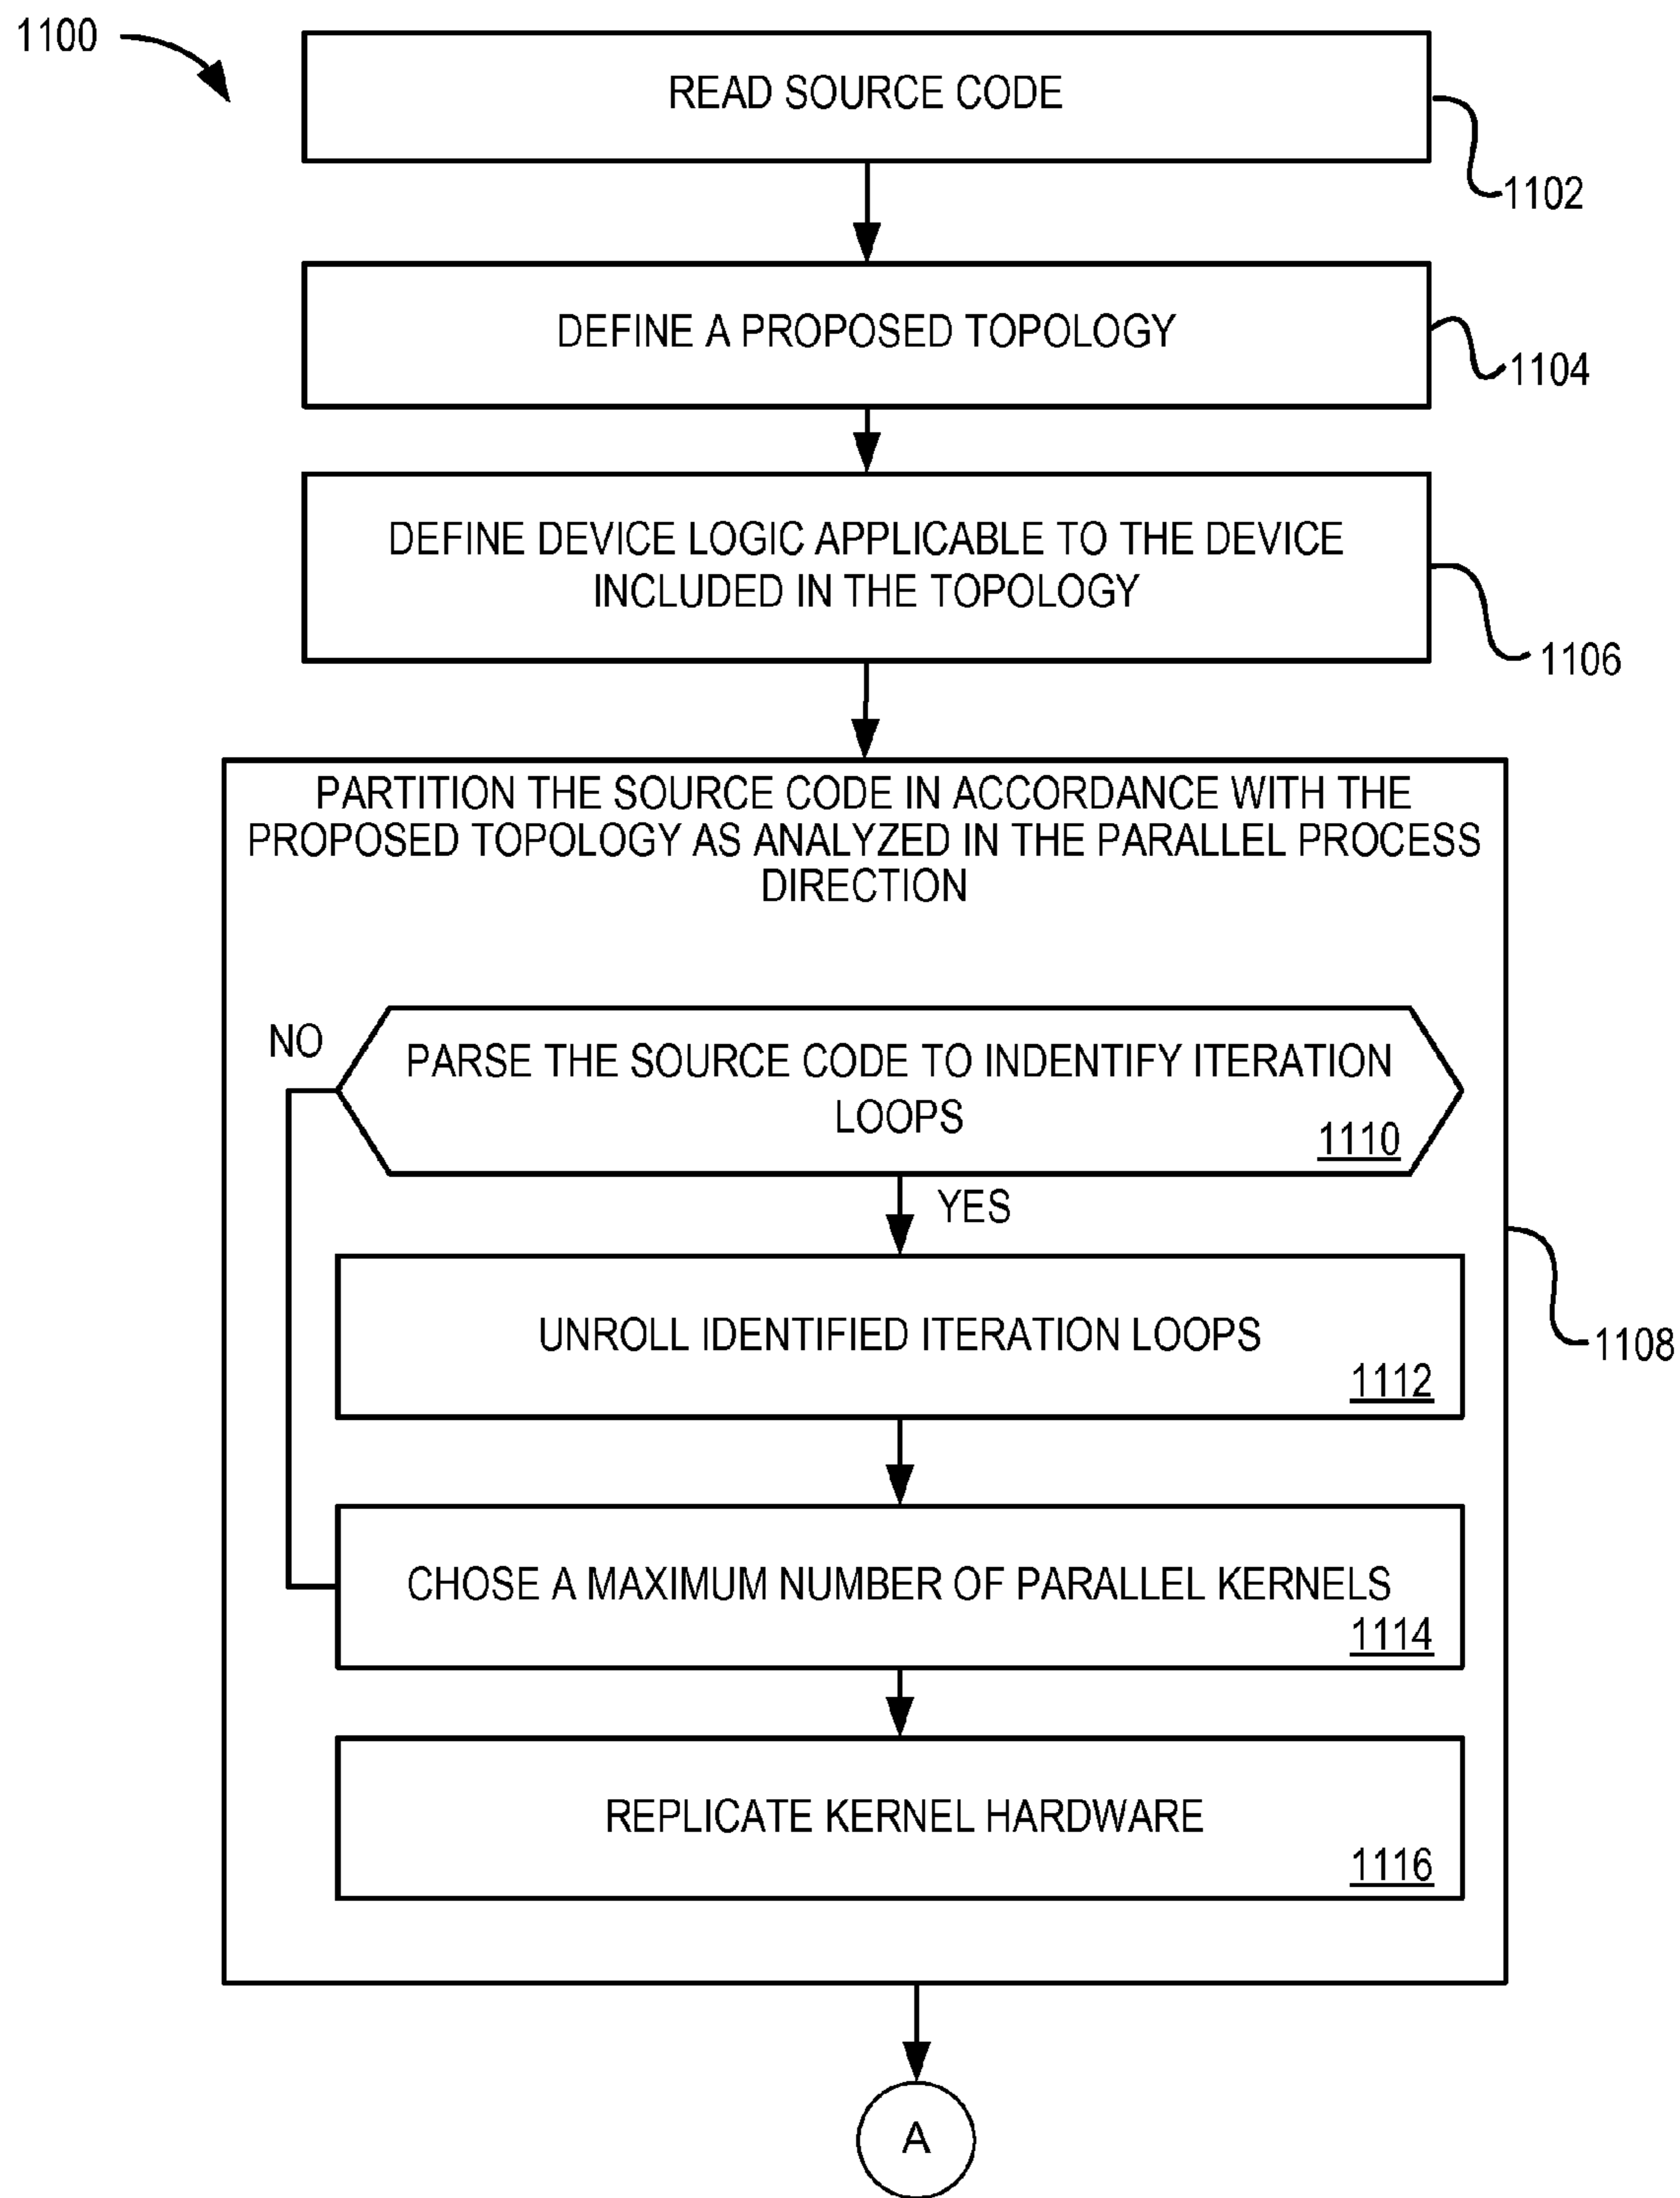 1100
READ SOURCE CODE
1102
DEFINE A PROPOSED TOPOLOGY
1104
DEFINE DEVICE LOGIC APPLICABLE TO THE DEVICE
INCLUDED IN THE TOPOLOGY
1106
PARTITION THE SOURCE CODE IN ACCORDANCE WITH THE
PROPOSED TOPOLOGY AS ANALYZED IN THE PARALLEL PROCESS
DIRECTION
NO
PARSE THE SOURCE CODE TO INDENTIFY ITERATION
LOOPS
1110
YES
UNROLL IDENTIFIED ITERATION LOOPS
1112
1108
CHOSE A MAXIMUM NUMBER OF PARALLEL KERNELS
1114
REPLICATE KERNEL HARDWARE
1116
A